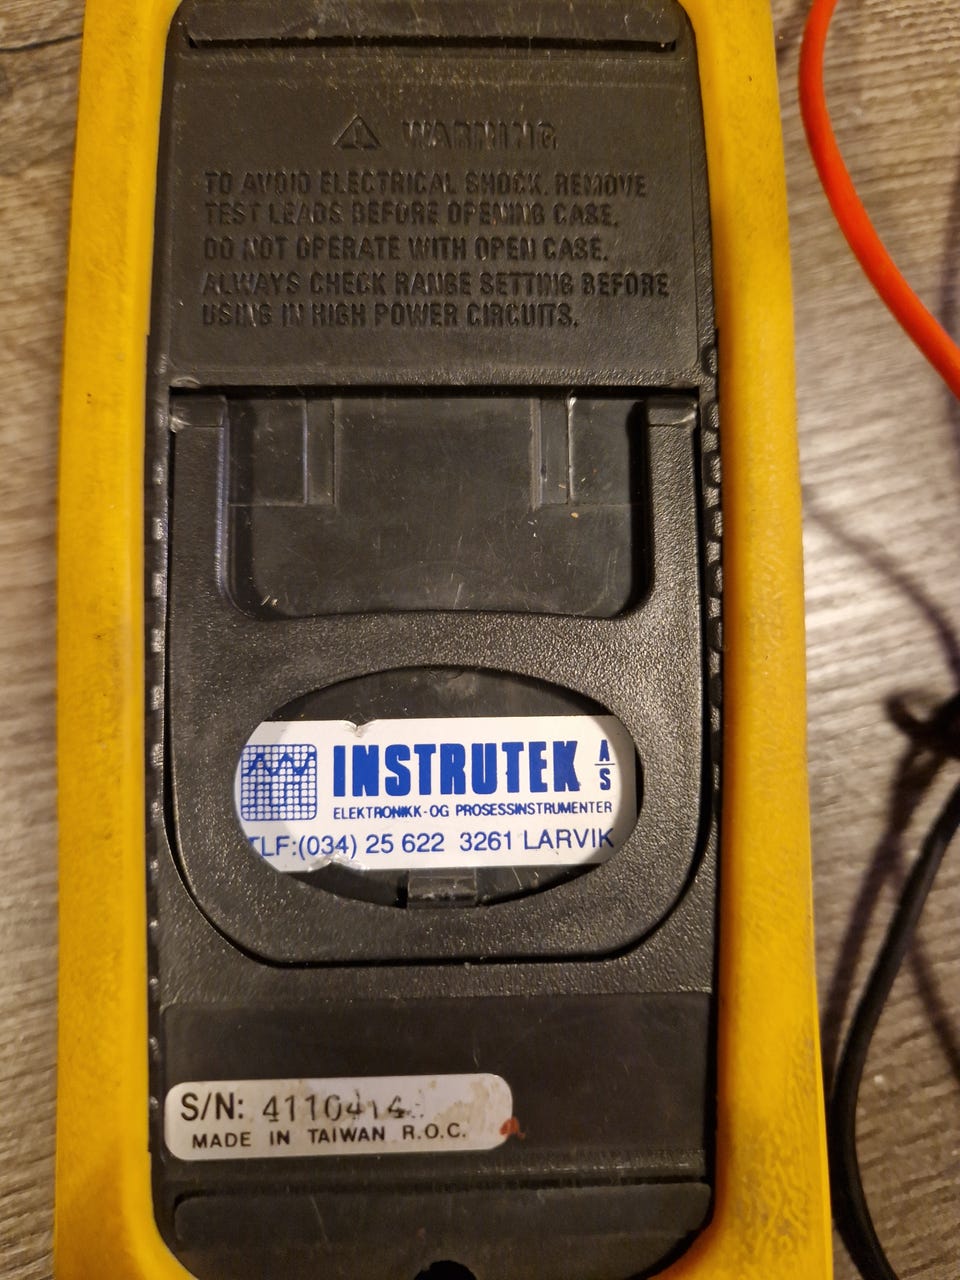 WARNING
TO AVOID ELECTRICAL SHOCK, REMOVE
TEST LEADS BEFORE OPENING CASE.
DO NOT OPERATE WITH OPEN CASE.
ALWAYS CHECK RANGE SETTING BEFORE
USING IN HIGH POWER CIRCUITS.
INSTRUTEK A/S
ELEKTRONIKK-OG PROSESSINSTRUMENTER
TLF:(034) 25 622 3261 LARVIK
S/N:
MADE IN TAIWAN R.O.C.